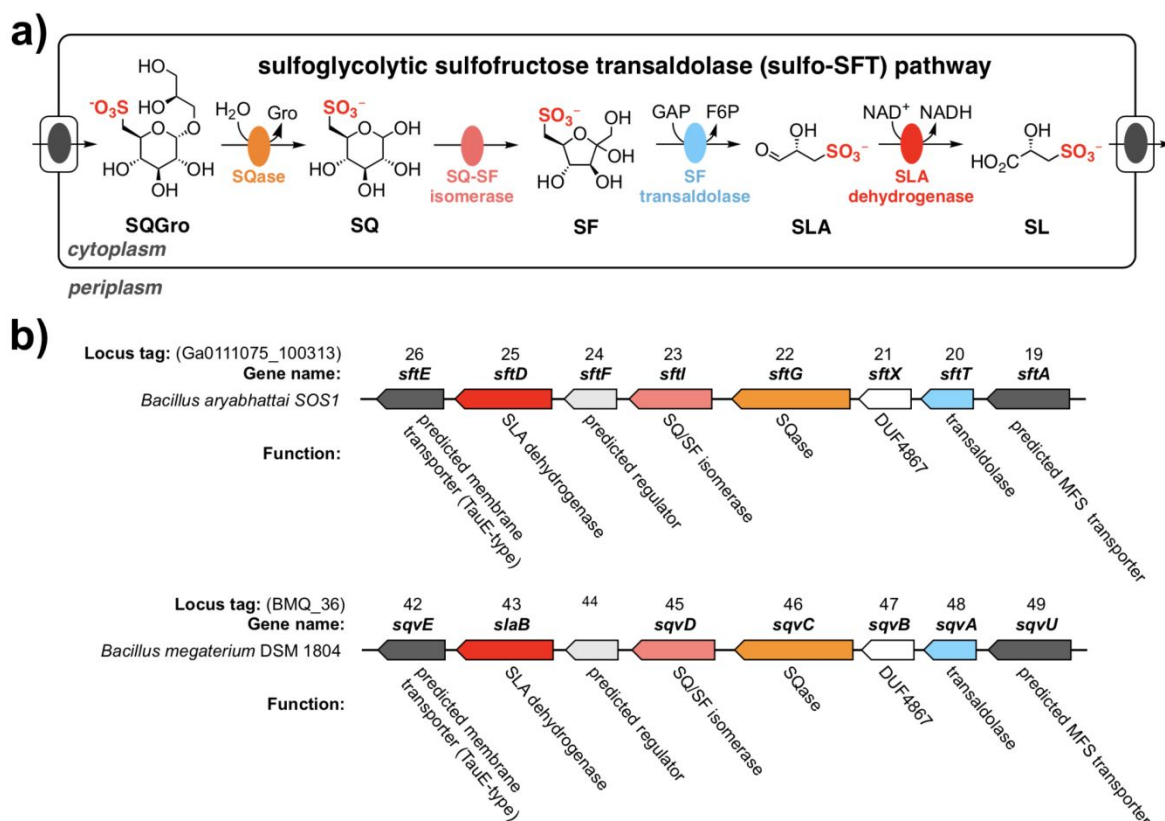 a)
sulfoglycolytic sulfofructose transaldolase (sulfo-SFT) pathway
HO
HO
⁻O₃S
O
O
HO
OH
OH
H₂O
Gro
SQase
SO₃⁻
O
OH
HO
OH
OH
SQ-SF
isomerase
SO₃⁻
O
OH
OH
HO
OH
GAP
F6P
SF
transaldolase
OH
O
SO₃⁻
NAD⁺
NADH
SLA
dehydrogenase
OH
HO₂C
SO₃⁻
SQGro
SQ
SF
SLA
SL
cytoplasm
periplasm
b)
Locus tag: (Ga0111075_100313) 26 25 24 23 22 21 20 19
Gene name: sftE sftD sftF sftI sftG sftX sftT sftA
Bacillus aryabhattai SOS1
Function:
predicted membrane
transporter (TauE-type)
SLA dehydrogenase
predicted regulator
SQ/SF isomerase
SQase
DUF4867
transaldolase
predicted MFS transporter
Locus tag: (BMQ_36) 42 43 44 45 46 47 48 49
Gene name: sqvE slaB sqvD sqvC sqvB sqvA sqvU
Bacillus megaterium DSM 1804
Function:
predicted membrane
transporter (TauE-type)
SLA dehydrogenase
predicted regulator
SQ/SF isomerase
SQase
DUF4867
transaldolase
predicted MFS transporter